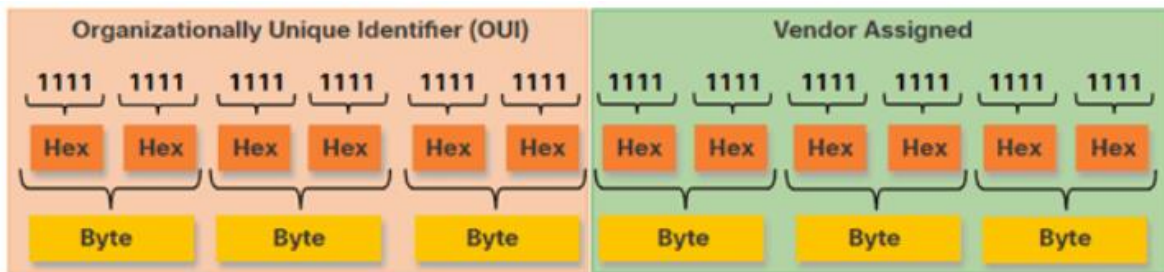 Organizationally Unique Identifier (OUI) Vendor Assigned
1111 1111 1111 1111 1111 1111 1111 1111 1111 1111 1111 1111
Hex Hex Hex Hex Hex Hex Hex Hex Hex Hex Hex Hex
Byte Byte Byte Byte Byte Byte